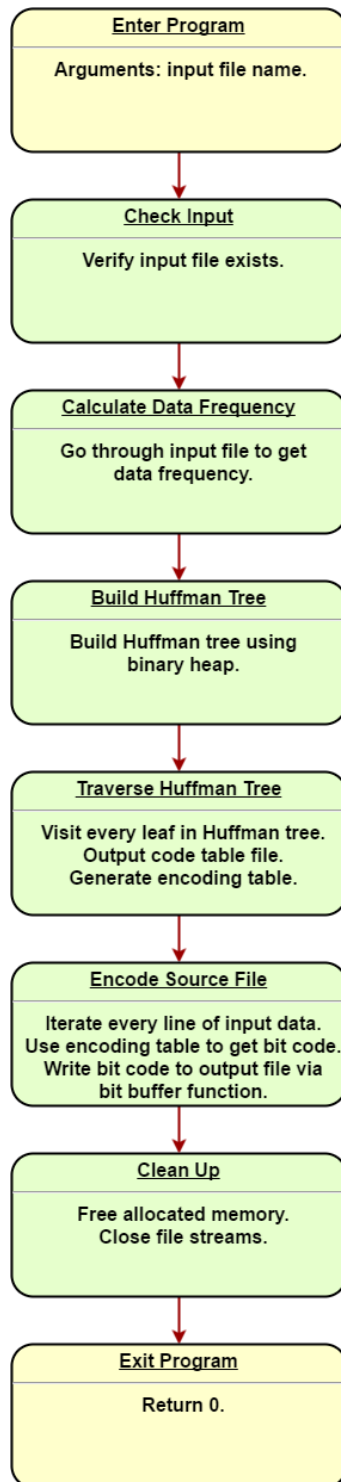 Enter Program
Arguments: input file name.
Check Input
Verify input file exists.
Calculate Data Frequency
Go through input file to get
data frequency.
Build Huffman Tree
Build Huffman tree using
binary heap.
Traverse Huffman Tree
Visit every leaf in Huffman tree.
Output code table file.
Generate encoding table.
Encode Source File
Iterate every line of input data.
Use encoding table to get bit code.
Write bit code to output file via
bit buffer function.
Clean Up
Free allocated memory.
Close file streams.
Exit Program
Return 0.